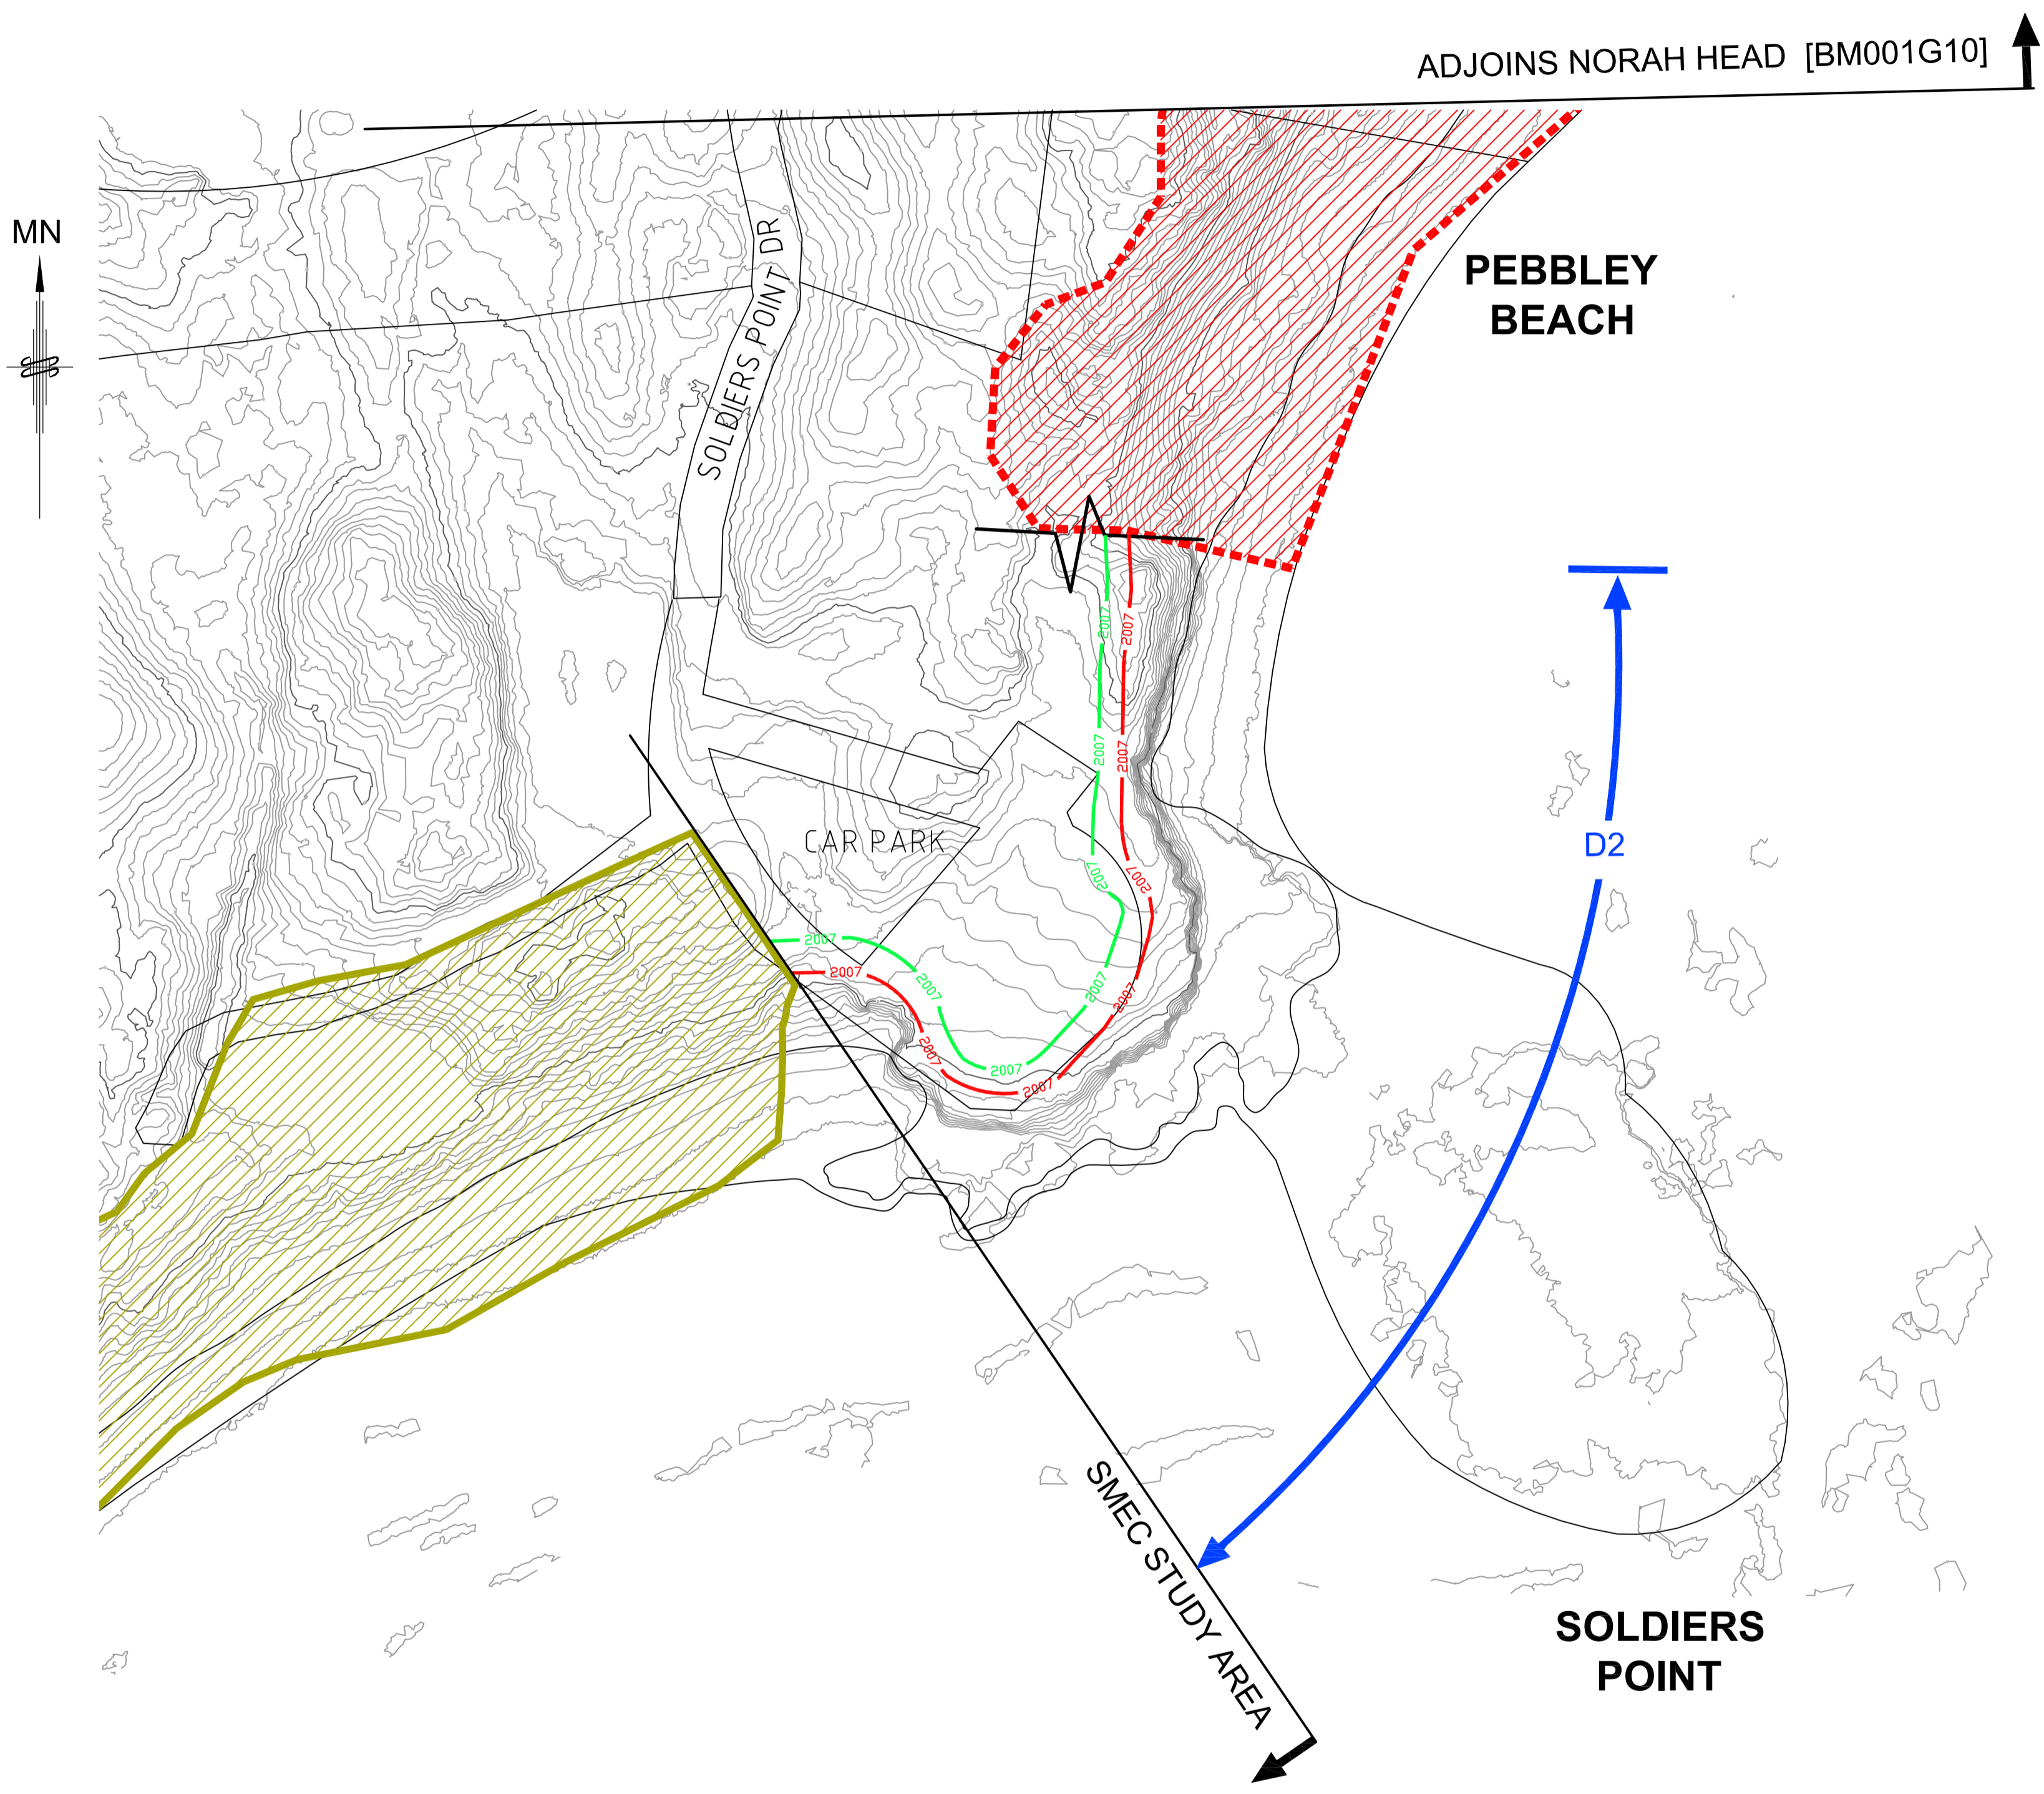 ADJOINS NORAH HEAD [BM001G10]
MN
SOLDIERS POINT DR
PEBBLEY
BEACH
2007
2007
2007
2007
D2
CAR PARK
2007
2007
2007
2007
2007
2007
2007
2007
2007
2007
SMEC STUDY AREA
SOLDIERS
POINT